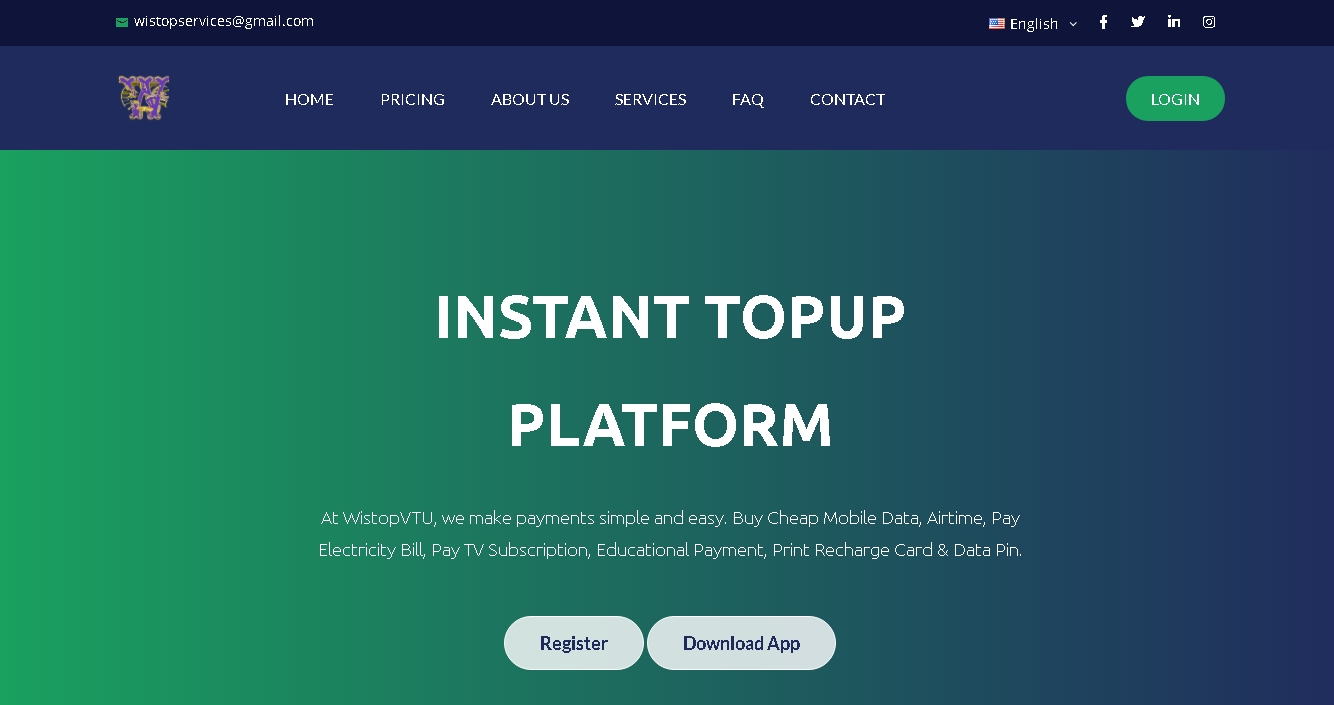 wistopservices@gmail.com
English
HOME
PRICING
ABOUT US
SERVICES
FAQ
CONTACT
LOGIN
INSTANT TOPUP
PLATFORM
At WistopVTU, we make payments simple and easy. Buy Cheap Mobile Data, Airtime, Pay
Electricity Bill, Pay TV Subscription, Educational Payment, Print Recharge Card & Data Pin.
Register
Download App